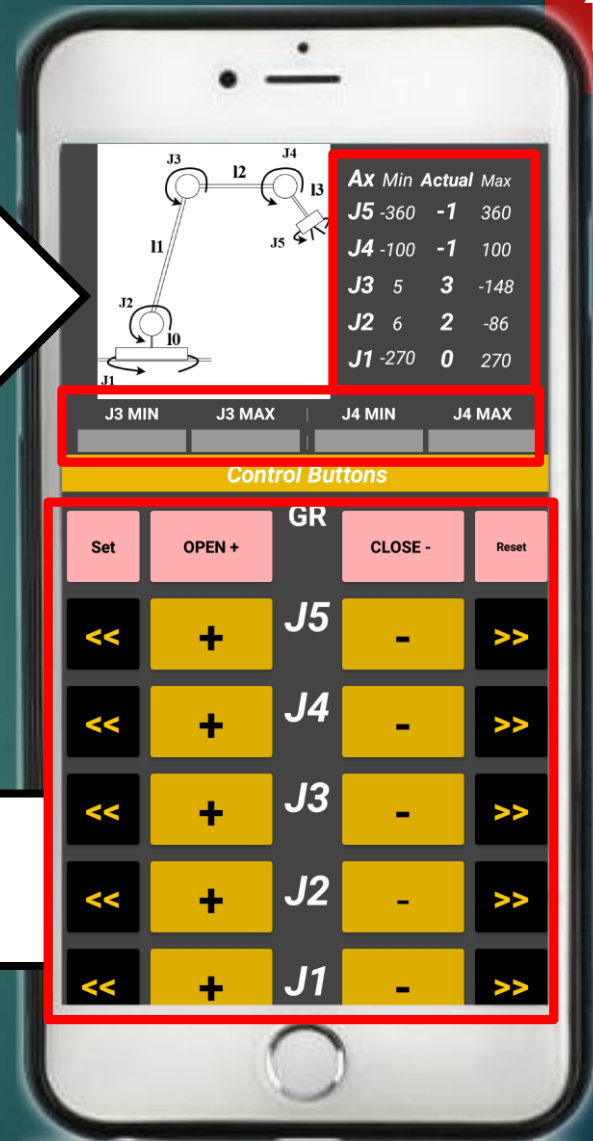 J3 l2 J4
l3
l1 J5
J2
l0
J1
Ax Min Actual Max
J5 -360 -1 360
J4 -100 -1 100
J3 5 3 -148
J2 6 2 -86
J1 -270 0 270
J3 MIN J3 MAX | J4 MIN J4 MAX
Control Buttons
GR
Set OPEN + CLOSE - Reset
<< + J5 - >>
<< + J4 - >>
<< + J3 - >>
<< + J2 - >>
<< + J1 - >>